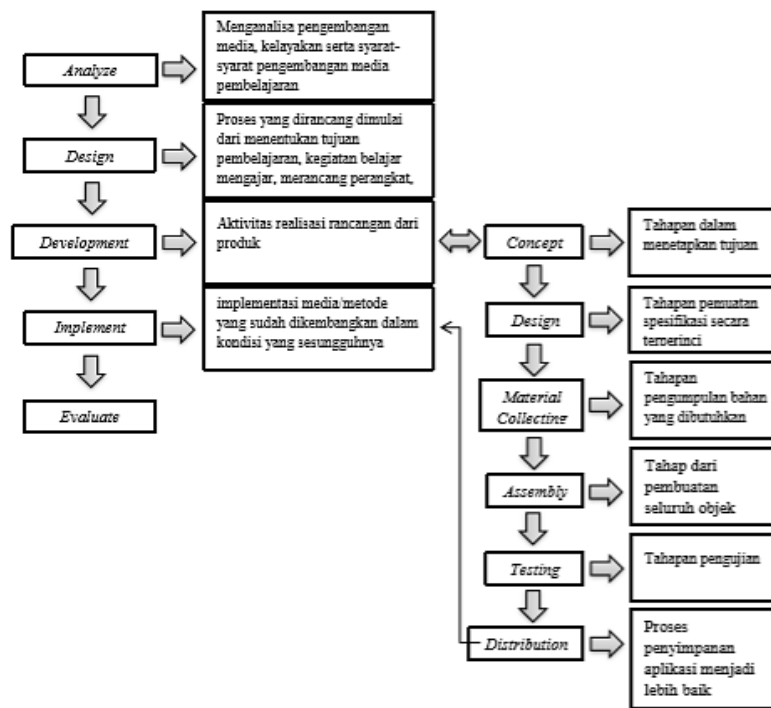 Analyze
Menganalisa pengembangan
media, kelayakan serta syarat-
syarat pengembangan media
pembelajaran
Design
Proses yang dirancang dimulai
dari menentukan tujuan
pembelajaran, kegiatan belajar
mengajar, merancang perangkat,
Development
Aktivitas realisasi rancangan dari
produk
Implement
implementasi media/metode
yang sudah dikembangkan dalam
kondisi yang sesungguhnya
Evaluate
Concept
Tahapan dalam
menetapkan tujuan
Design
Tahapan pemuatan
spesifikasi secara
terperinci
Material
Collecting
Tahapan
pengumpulan bahan
yang dibutuhkan
Assembly
Tahap dari
pembuatan
seluruh objek
Testing
Tahapan pengujian
Distribution
Proses
penyimpanan
aplikasi menjadi
lebih baik